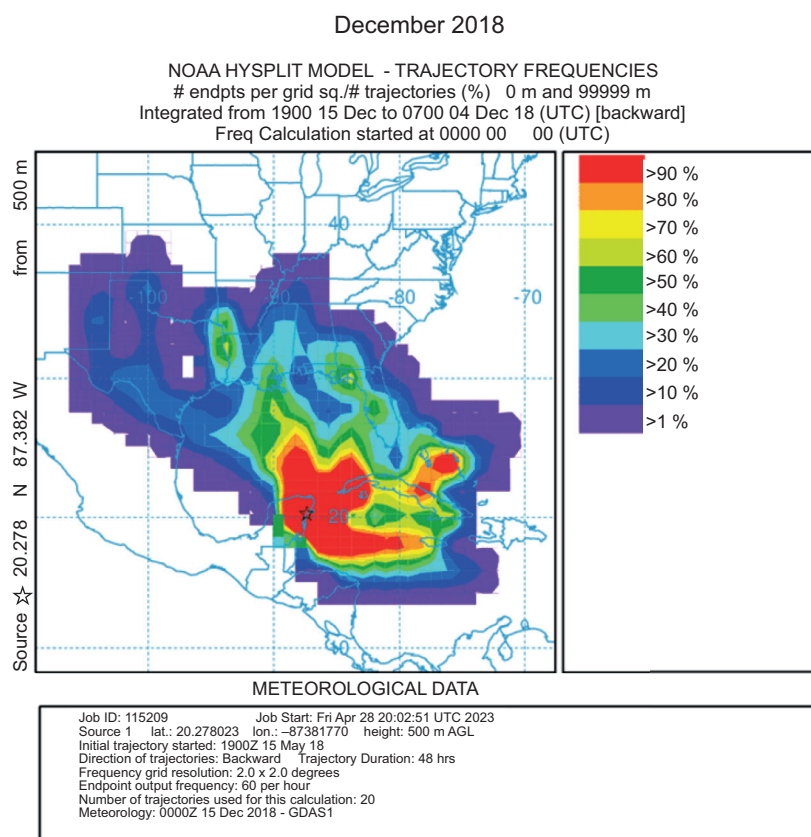 December 2018
NOAA HYSPLIT MODEL - TRAJECTORY FREQUENCIES
# endpts per grid sq./# trajectories (%) 0 m and 99999 m
Integrated from 1900 15 Dec to 0700 04 Dec 18 (UTC) [backward]
Freq Calculation started at 0000 00 00 (UTC)
Source ☆ 20.278 N 87.382 W from 500 m
40
-100
-90
-80
-70
20
10
>90 %
>80 %
>70 %
>60 %
>50 %
>40 %
>30 %
>20 %
>10 %
>1 %
METEOROLOGICAL DATA
Job ID: 115209 Job Start: Fri Apr 28 20:02:51 UTC 2023
Source 1 lat.: 20.278023 lon.: –87381770 height: 500 m AGL
Initial trajectory started: 1900Z 15 May 18
Direction of trajectories: Backward Trajectory Duration: 48 hrs
Frequency grid resolution: 2.0 x 2.0 degrees
Endpoint output frequency: 60 per hour
Number of trajectories used for this calculation: 20
Meteorology: 0000Z 15 Dec 2018 - GDAS1